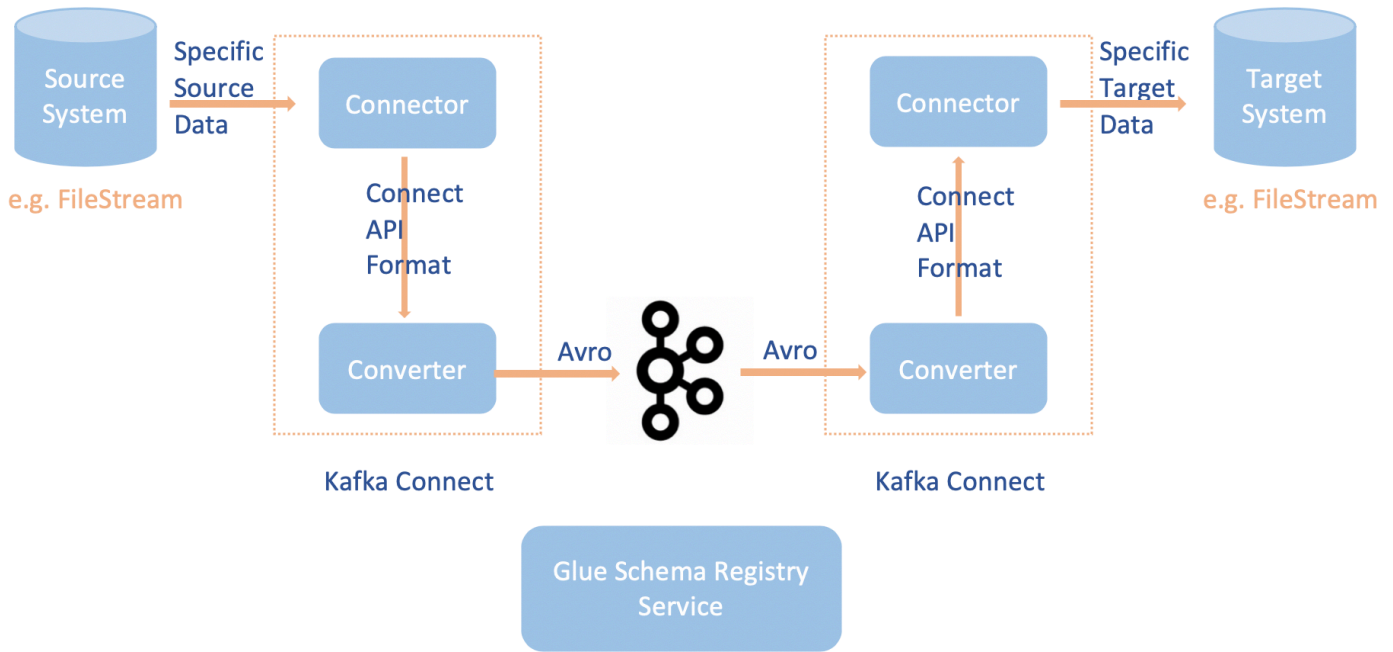 Source
System
e.g. FileStream
Specific
Source
Data
Connector
Connect
API
Format
Converter
Kafka Connect
Avro
Avro
Connector
Connect
API
Format
Converter
Kafka Connect
Specific
Target
Data
Target
System
e.g. FileStream
Glue Schema Registry
Service